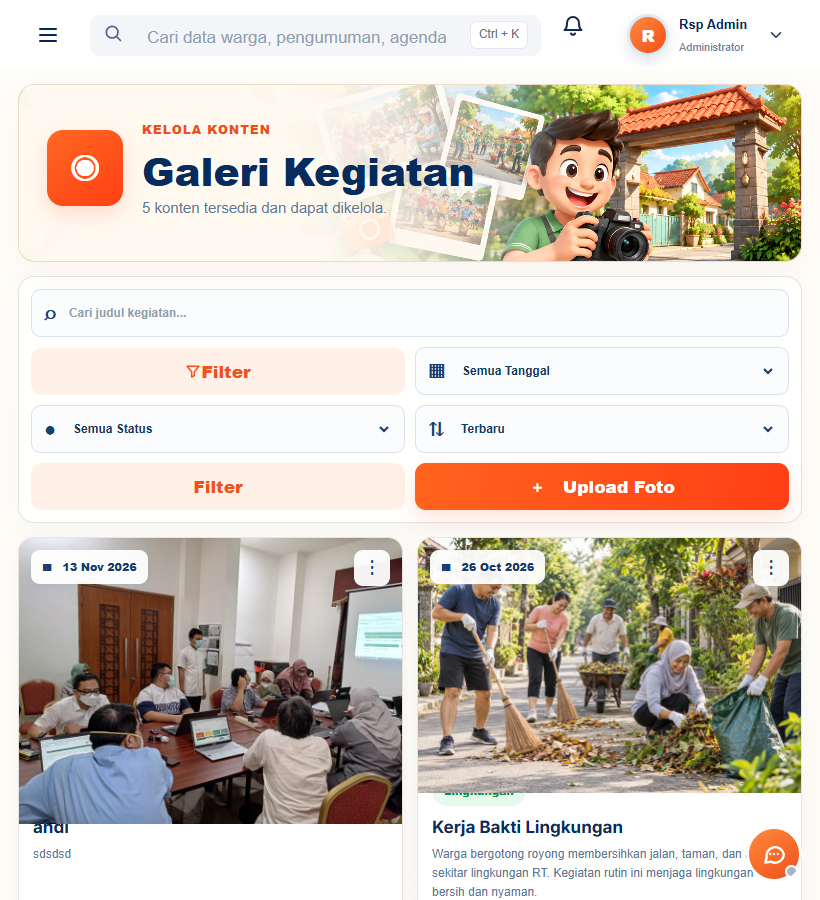 Cari data warga, pengumuman, agenda
Ctrl + K
R
Rsp Admin
Administrator
KELOLA KONTEN
Galeri Kegiatan
5 konten tersedia dan dapat dikelola.
Cari judul kegiatan...
Filter
Semua Tanggal
Semua Status
Terbaru
Filter
+ Upload Foto
13 Nov 2026
26 Oct 2026
andi
sdsdsd
Lingkungan
Kerja Bakti Lingkungan
Warga bergotong royong membersihkan jalan, taman, dan
sekitar lingkungan RT. Kegiatan rutin ini menjaga lingkungan
bersih dan nyaman.